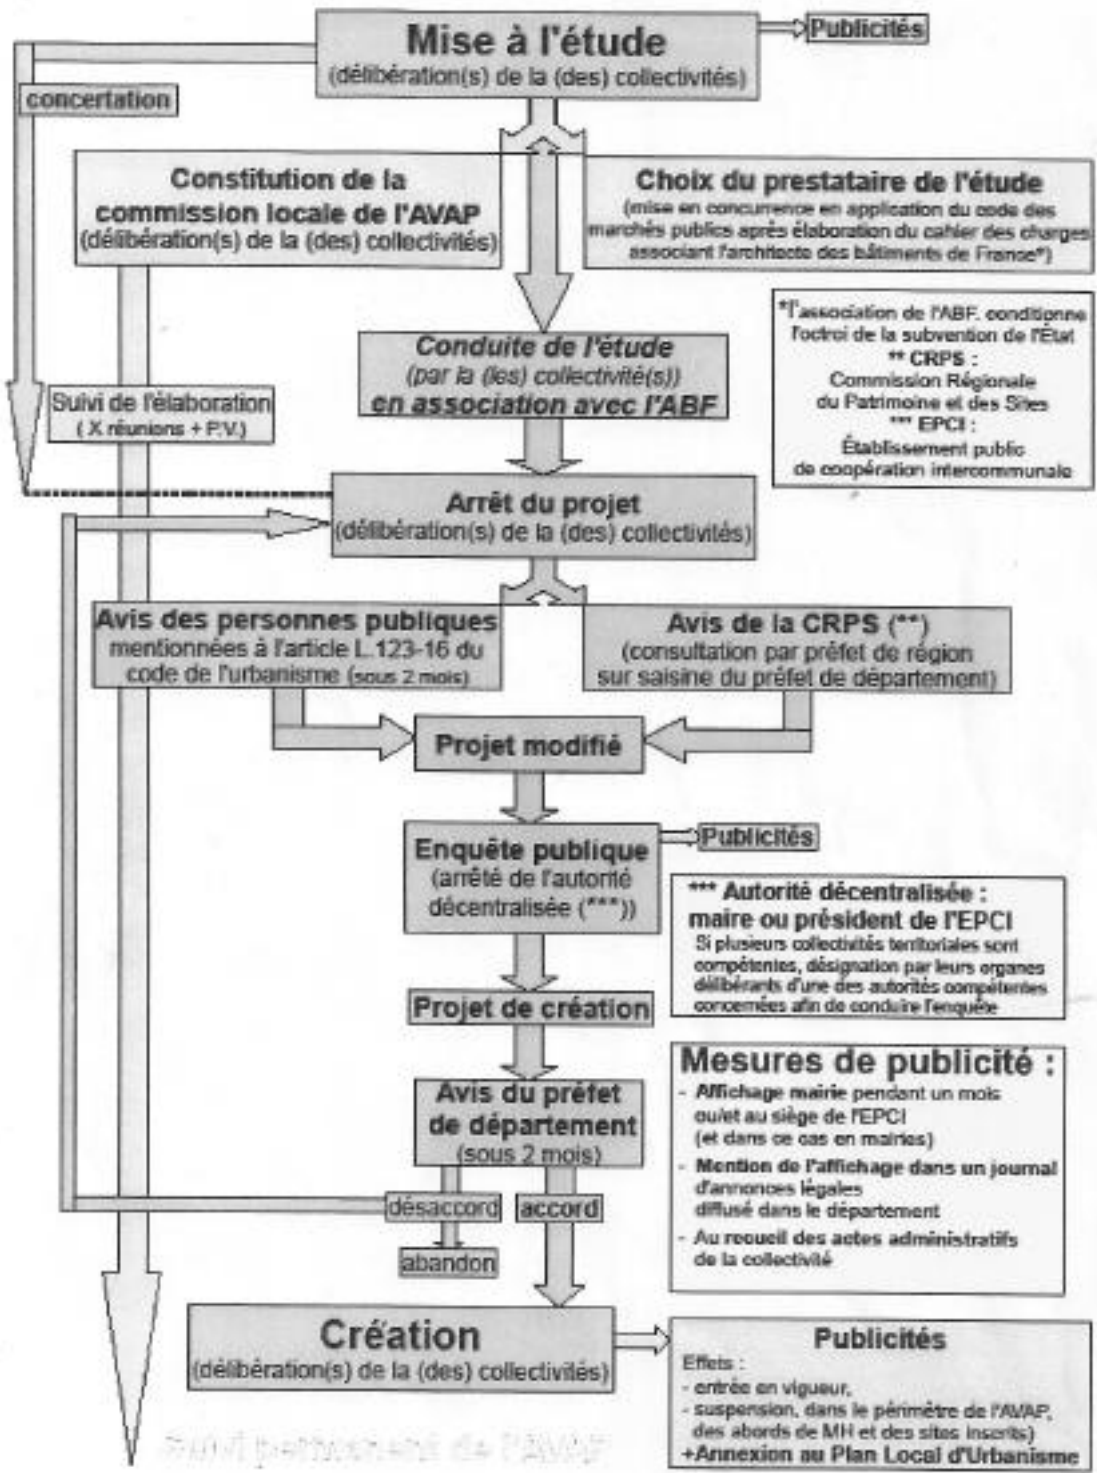 Mise à l'étude
(délibération(s) de la (des) collectivités)
Publicités
concertation
Constitution de la
commission locale de l'AVAP
(délibération(s) de la (des) collectivités)
Choix du prestataire de l'étude
(mise en concurrence en application du code des
marchés publics après élaboration du cahier des charges
associant l'architecte des bâtiments de France*)
*l'association de l'ABF. conditionne
l'octroi de la subvention de l'État
** CRPS :
Commission Régionale
du Patrimoine et des Sites
*** EPCI :
Établissement public
de coopération intercommunale
Conduite de l'étude
(par la (les) collectivité(s))
en association avec l'ABF
Suivi de l'élaboration
( X réunions + P.V.)
Arrêt du projet
(délibération(s) de la (des) collectivités)
Avis des personnes publiques
mentionnées à l'article L.123-16 du
code de l'urbanisme (sous 2 mois)
Avis de la CRPS (**)
(consultation par préfet de région
sur saisine du préfet de département)
Projet modifié
Enquête publique
(arrêté de l'autorité
décentralisée (***))
Publicités
*** Autorité décentralisée :
maire ou président de l'EPCI
Si plusieurs collectivités territoriales sont
compétentes, désignation par leurs organes
délibérants d'une des autorités compétentes
concernées afin de conduire l'enquête
Projet de création
Avis du préfet
de département
(sous 2 mois)
Mesures de publicité :
- Affichage mairie pendant un mois
ou/et au siège de l'EPCI
(et dans ce cas en mairies)
- Mention de l'affichage dans un journal
d'annonces légales
diffusé dans le département
- Au recueil des actes administratifs
de la collectivité
désaccord
accord
abandon
Création
(délibération(s) de la (des) collectivités)
Publicités
Effets :
- entrée en vigueur,
- suspension, dans le périmètre de l'AVAP,
des abords de MH et des sites inscrits)
+Annexion au Plan Local d'Urbanisme